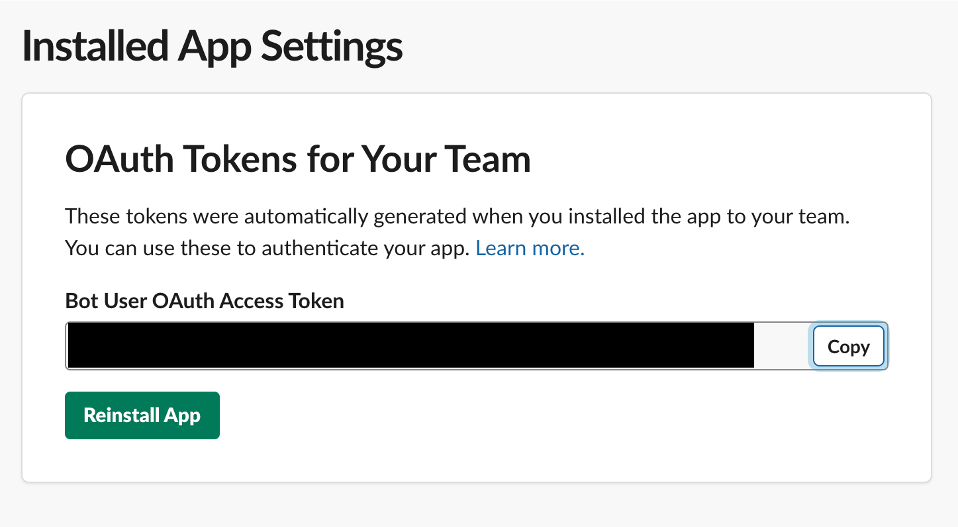 Installed App Settings
OAuth Tokens for Your Team
These tokens were automatically generated when you installed the app to your team.
You can use these to authenticate your app. Learn more.
Bot User OAuth Access Token
Copy
Reinstall App